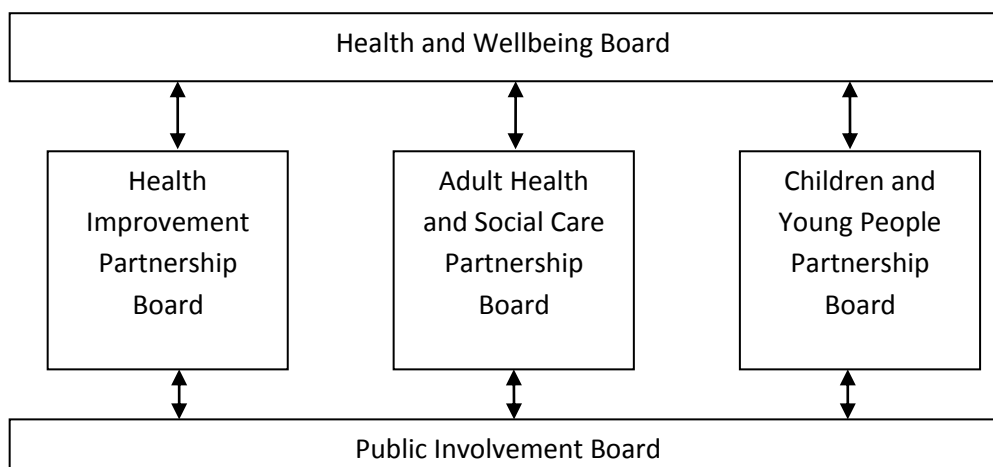 Health and Wellbeing Board
Health
Improvement
Partnership
Board
Adult Health
and Social Care
Partnership
Board
Children and
Young People
Partnership
Board
Public Involvement Board